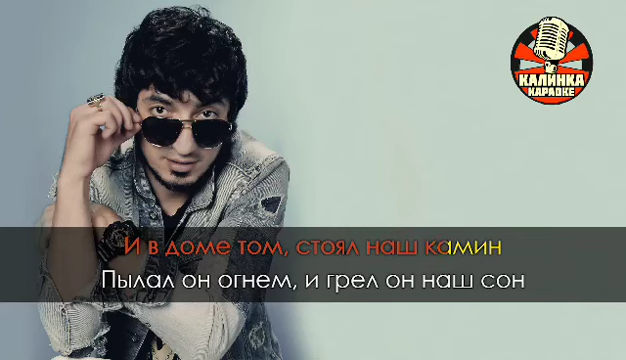 КАЛИНКА
КАРАОКЕ
И в доме том, стоял наш камин
Пылал он огнем, и грел он наш сон